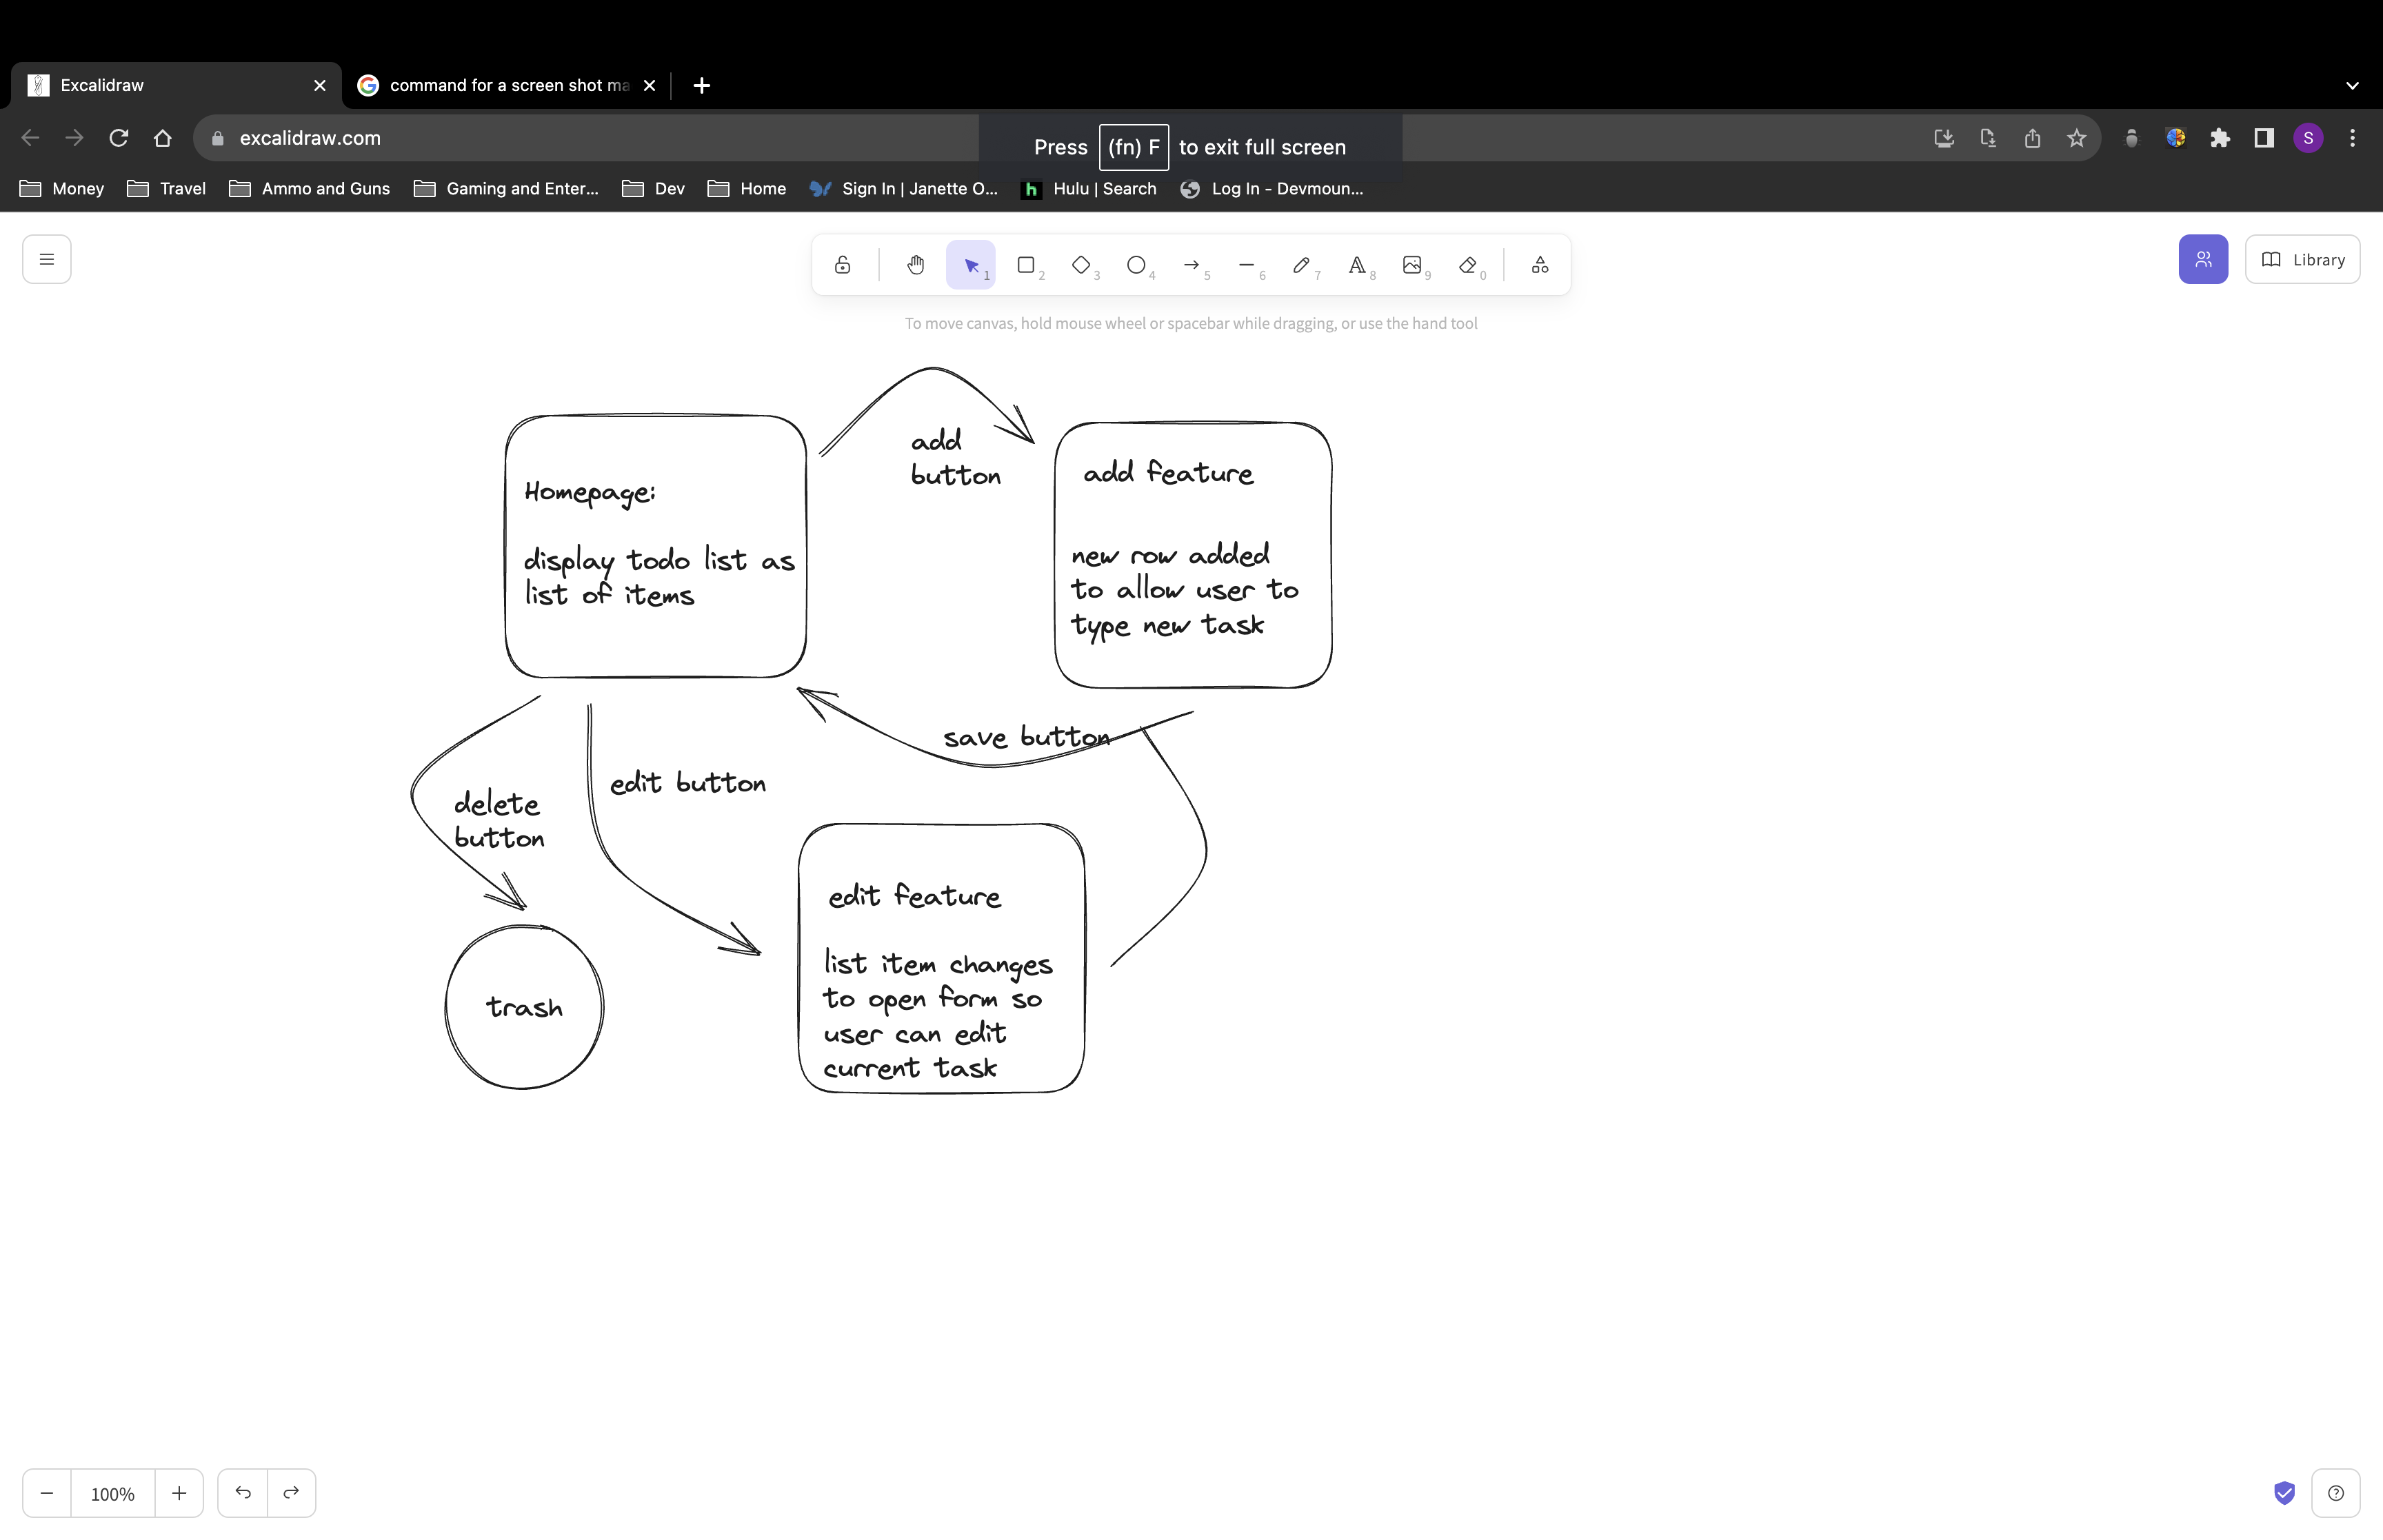 Excalidraw
command for a screen shot ma
excalidraw.com
Press (fn) F to exit full screen
S
Money
Travel
Ammo and Guns
Gaming and Enter...
Dev
Home
Sign In | Janette O...
h
Hulu | Search
Log In - Devmoun...
1
2
3
4
5
6
7
A 8
9
0
Library
To move canvas, hold mouse wheel or spacebar while dragging, or use the hand tool
Homepage:
display todo list as
list of items
add
button
add feature
new row added
to allow user to
type new task
save button
edit button
delete
button
trash
edit feature
list item changes
to open form so
user can edit
current task
100%